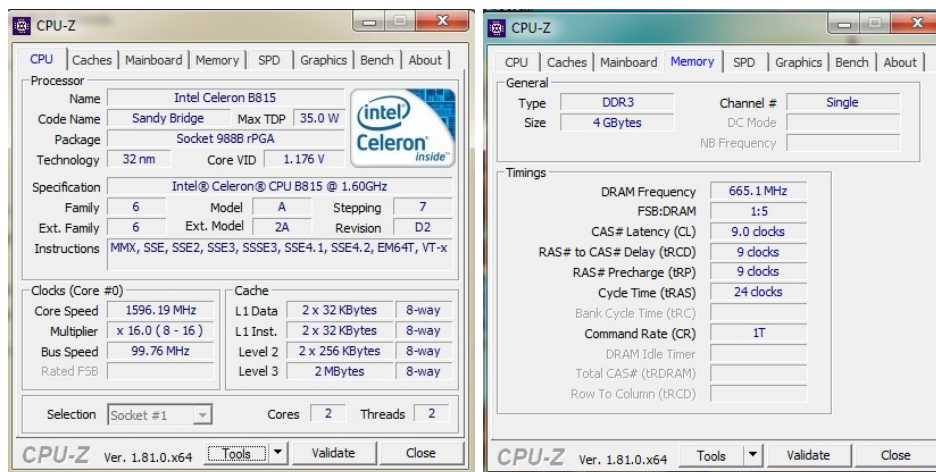 CPU-Z
CPU Caches Mainboard Memory SPD Graphics Bench About
Processor
Name Intel Celeron B815
Code Name Sandy Bridge Max TDP 35.0 W
Package Socket 988B rPGA
Technology 32 nm Core VID 1.176 V
intel Celeron inside™
Specification Intel® Celeron® CPU B815 @ 1.60GHz
Family 6 Model A Stepping 7
Ext. Family 6 Ext. Model 2A Revision D2
Instructions MMX, SSE, SSE2, SSE3, SSSE3, SSE4.1, SSE4.2, EM64T, VT-x
Clocks (Core #0)
Core Speed 1596.19 MHz
Multiplier x 16.0 ( 8 - 16 )
Bus Speed 99.76 MHz
Rated FSB
Cache
L1 Data 2 x 32 KBytes 8-way
L1 Inst. 2 x 32 KBytes 8-way
Level 2 2 x 256 KBytes 8-way
Level 3 2 MBytes 8-way
Selection Socket #1 Cores 2 Threads 2
CPU-Z Ver. 1.81.0.x64 Tools Validate Close
CPU-Z
CPU Caches Mainboard Memory SPD Graphics Bench About
General
Type DDR3 Channel # Single
Size 4 GBytes DC Mode
NB Frequency
Timings
DRAM Frequency 665.1 MHz
FSB:DRAM 1:5
CAS# Latency (CL) 9.0 clocks
RAS# to CAS# Delay (tRCD) 9 clocks
RAS# Precharge (tRP) 9 clocks
Cycle Time (tRAS) 24 clocks
Bank Cycle Time (tRC)
Command Rate (CR) 1T
DRAM Idle Timer
Total CAS# (tRDRAM)
Row To Column (tRCD)
CPU-Z Ver. 1.81.0.x64 Tools Validate Close